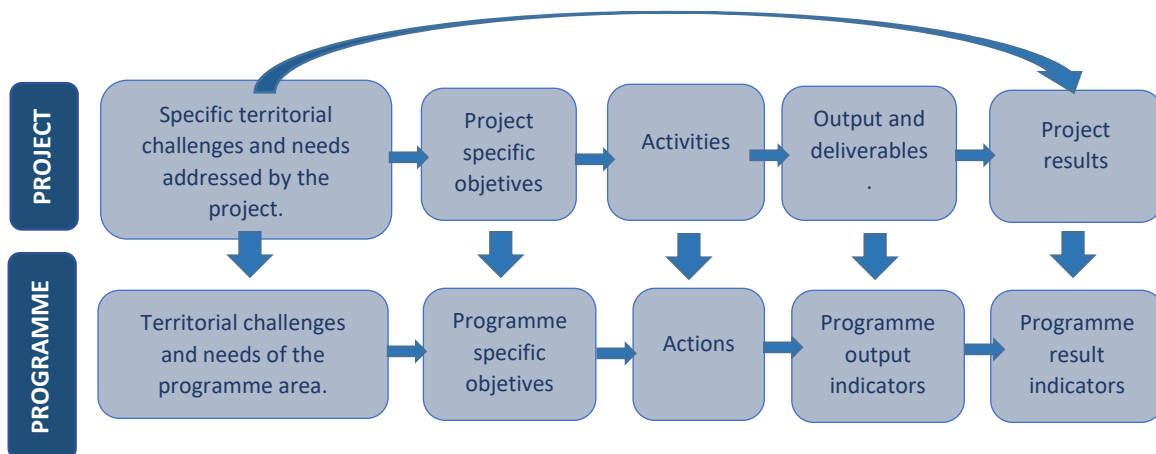 PROJECT
Specific territorial
challenges and needs
addressed by the
project.
Project
specific
objetives
Activities
Output and
deliverables
.
Project
results
PROGRAMME
Territorial challenges
and needs of the
programme area.
Programme
specific
objetives
Actions
Programme
output
indicators
Programme
result
indicators